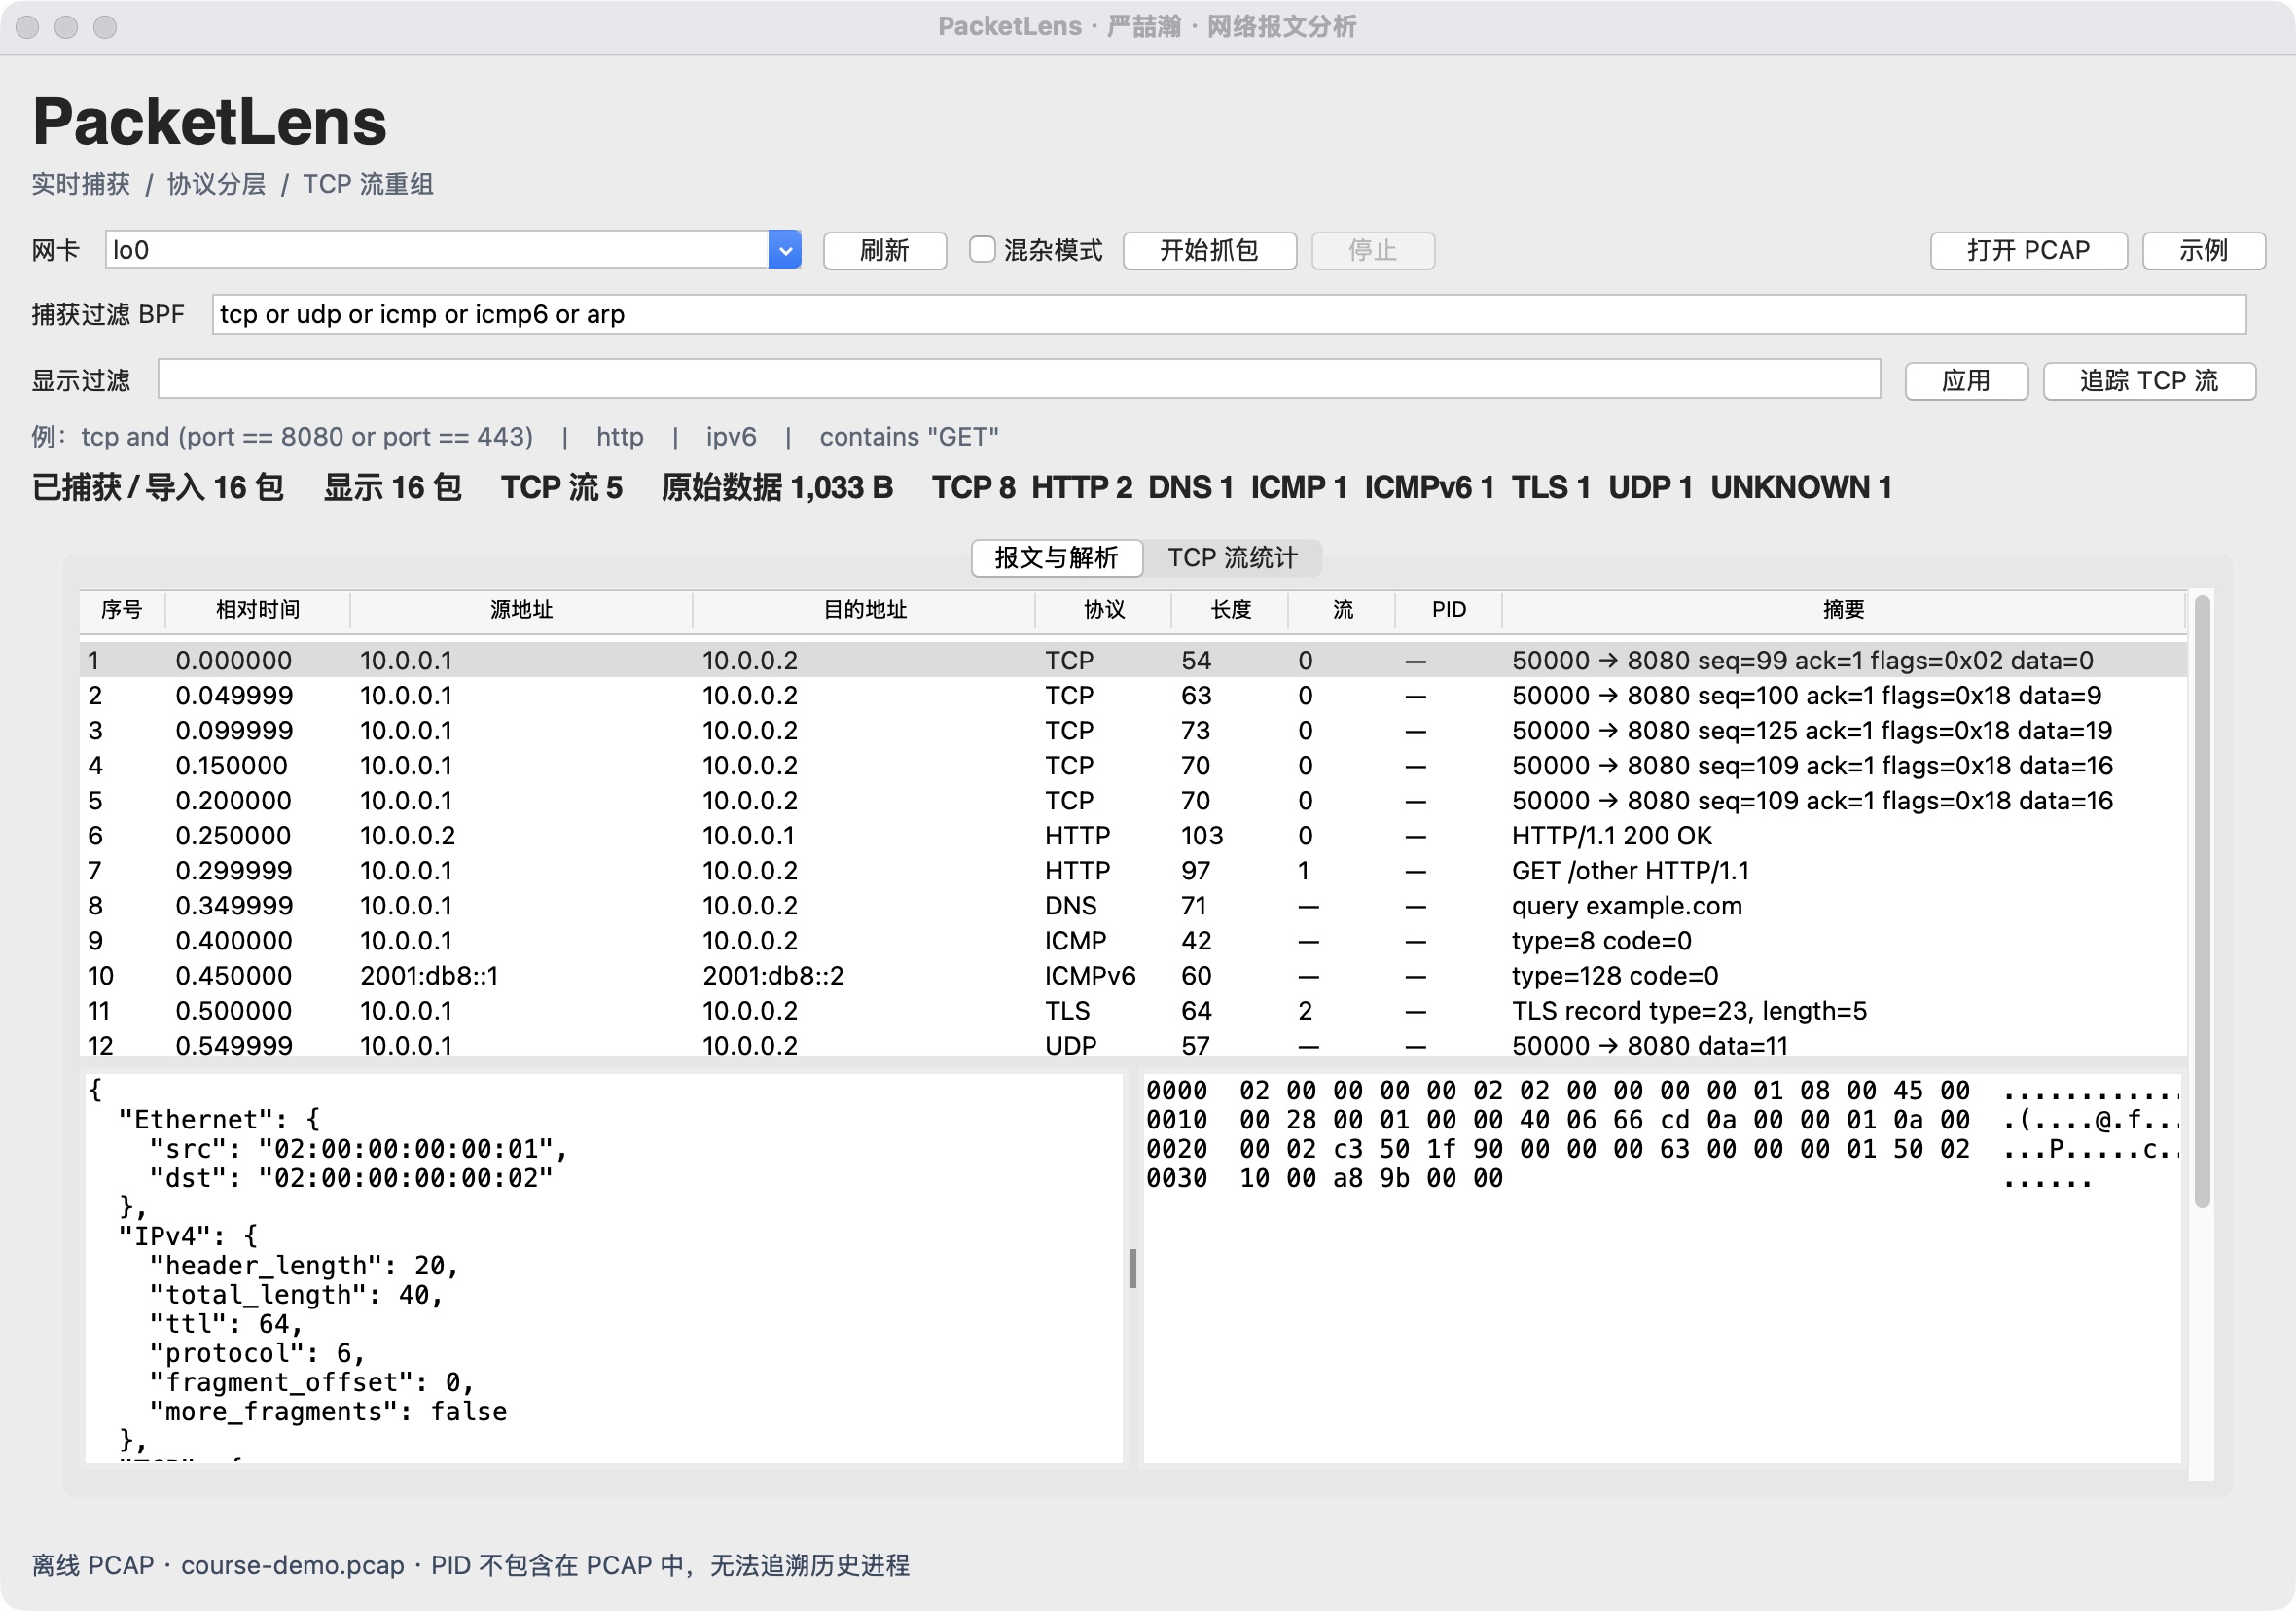 PacketLens · 严喆瀚 · 网络报文分析
PacketLens
实时捕获 / 协议分层 / TCP 流重组
网卡 lo0 刷新 混杂模式 开始抓包 停止 打开 PCAP 示例
捕获过滤 BPF tcp or udp or icmp or icmp6 or arp
显示过滤 应用 追踪 TCP 流
例：tcp and (port == 8080 or port == 443) | http | ipv6 | contains "GET"
已捕获 / 导入 16 包 显示 16 包 TCP 流 5 原始数据 1,033 B TCP 8 HTTP 2 DNS 1 ICMP 1 ICMPv6 1 TLS 1 UDP 1 UNKNOWN 1
报文与解析 TCP 流统计
序号 相对时间 源地址 目的地址 协议 长度 流 PID 摘要
1 0.000000 10.0.0.1 10.0.0.2 TCP 54 0 — 50000 → 8080 seq=99 ack=1 flags=0x02 data=0
2 0.049999 10.0.0.1 10.0.0.2 TCP 63 0 — 50000 → 8080 seq=100 ack=1 flags=0x18 data=9
3 0.099999 10.0.0.1 10.0.0.2 TCP 73 0 — 50000 → 8080 seq=125 ack=1 flags=0x18 data=19
4 0.150000 10.0.0.1 10.0.0.2 TCP 70 0 — 50000 → 8080 seq=109 ack=1 flags=0x18 data=16
5 0.200000 10.0.0.1 10.0.0.2 TCP 70 0 — 50000 → 8080 seq=109 ack=1 flags=0x18 data=16
6 0.250000 10.0.0.2 10.0.0.1 HTTP 103 0 — HTTP/1.1 200 OK
7 0.299999 10.0.0.1 10.0.0.2 HTTP 97 1 — GET /other HTTP/1.1
8 0.349999 10.0.0.1 10.0.0.2 DNS 71 — — query example.com
9 0.400000 10.0.0.1 10.0.0.2 ICMP 42 — — type=8 code=0
10 0.450000 2001:db8::1 2001:db8::2 ICMPv6 60 — — type=128 code=0
11 0.500000 10.0.0.1 10.0.0.2 TLS 64 2 — TLS record type=23, length=5
12 0.549999 10.0.0.1 10.0.0.2 UDP 57 — — 50000 → 8080 data=11
{
"Ethernet": {
"src": "02:00:00:00:00:01",
"dst": "02:00:00:00:00:02"
},
"IPv4": {
"header_length": 20,
"total_length": 40,
"ttl": 64,
"protocol": 6,
"fragment_offset": 0,
"more_fragments": false
},
0000 02 00 00 00 00 02 02 00 00 00 00 01 08 00 45 00 ............
0010 00 28 00 01 00 00 40 06 66 cd 0a 00 00 01 0a 00 .(....@.f...
0020 00 02 c3 50 1f 90 00 00 00 63 00 00 00 01 50 02 ...P.....c..
0030 10 00 a8 9b 00 00 ......
离线 PCAP · course-demo.pcap · PID 不包含在 PCAP 中，无法追溯历史进程